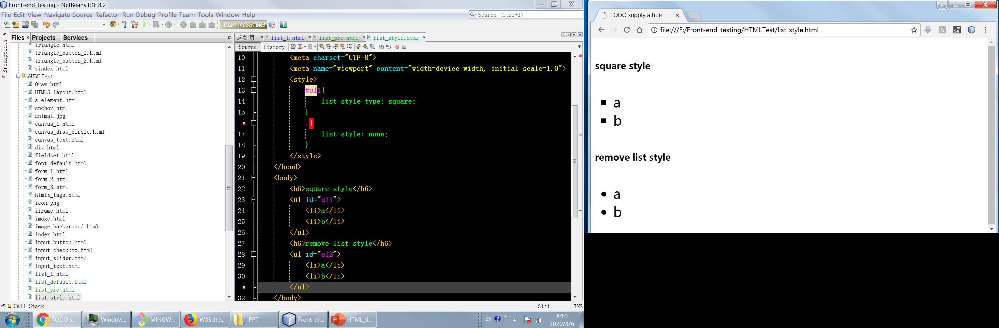 Front-end_testing - NetBeans IDE 8.2
File Edit View Navigate Source Refactor Run Debug Profile Team Tools Window Help
Search (Ctrl+I)
402.7/735.5MB
Breakpoints
Files Projects Services
triangle.html
triangle_button_1.html
triangle_button_2.html
zindex.html
HTMLTest
0raw.html
HTML5_layout.html
a_element.html
anchor.html
animal.jpg
canvas_1.html
canvas_draw_circle.html
canvas_text.html
div.html
fieldset.html
font_default.html
form_1.html
form_2.html
form_3.html
html5_tags.html
icon.png
iframe.html
image.html
image_background.html
index.html
input_button.html
input_checkbox.html
input_slider.html
input_text.html
list_1.html
list_default.html
list_pre.html
list_style.html
起始页 list_1.html list_pre.html list_style.html
Source History
10 <meta charset="UTF-8">
11 <meta name="viewport" content="width=device-width, initial-scale=1.0">
12 <style>
13 #ul1{
14 list-style-type: square;
15 }
.{
17 list-style: none;
18 }
19 </style>
20 </head>
21 <body>
22 <h6>square style</h6>
23 <ul id="ul1">
24 <li>a</li>
25 <li>b</li>
26 </ul>
27 <h6>remove list style</h6>
28 <ul id="ul2">
29 <li>a</li>
30 <li>b</li>
</ul>
32 </body>
Call Stack
31:1 INS
TODO s... Window... MINGW... W3Scho... PPT Front-en... HTML_li...
EN
8:10
2020/3/6
TODO supply a title
file:///F:/Front-end_testing/HTMLTest/list_style.html
G
Se
square style
a
b
remove list style
a
b